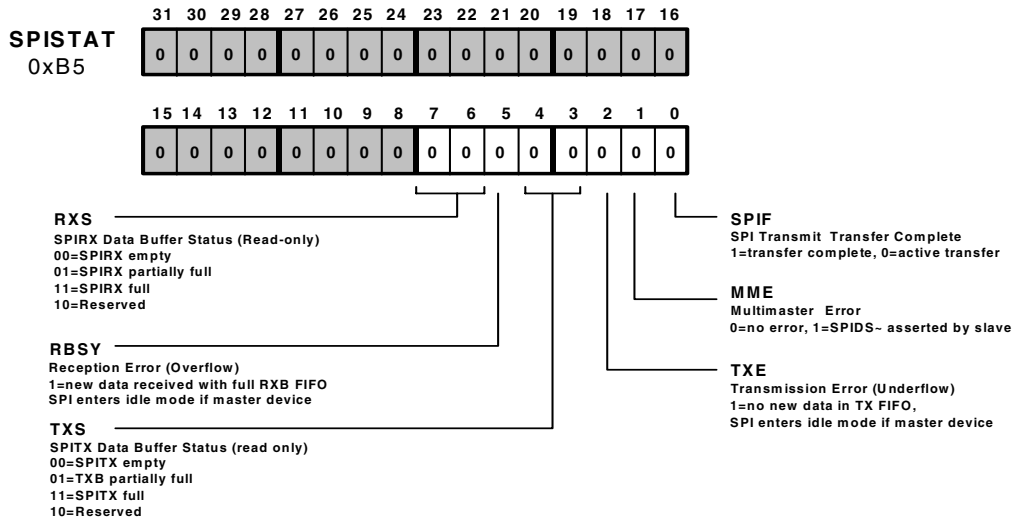 31 30 29 28 27 26 25 24 23 22 21 20 19 18 17 16
SPISTAT
0xB5
0 0 0 0 0 0 0 0 0 0 0 0 0 0 0 0
15 14 13 12 11 10 9 8 7 6 5 4 3 2 1 0
0 0 0 0 0 0 0 0 0 0 0 0 0 0 0 0
RXS
SPIRX Data Buffer Status (Read-only)
00=SPIRX empty
01=SPIRX partially full
11=SPIRX full
10=Reserved
RBSY
Reception Error (Overflow)
1=new data received with full RXB FIFO
SPI enters idle mode if master device
TXS
SPITX Data Buffer Status (read only)
00=SPITX empty
01=TXB partially full
11=SPITX full
10=Reserved
SPIF
SPI Transmit Transfer Complete
1=transfer complete, 0=active transfer
MME
Multimaster Error
0=no error, 1=SPIDS~ asserted by slave
TXE
Transmission Error (Underflow)
1=no new data in TX FIFO,
SPI enters idle mode if master device